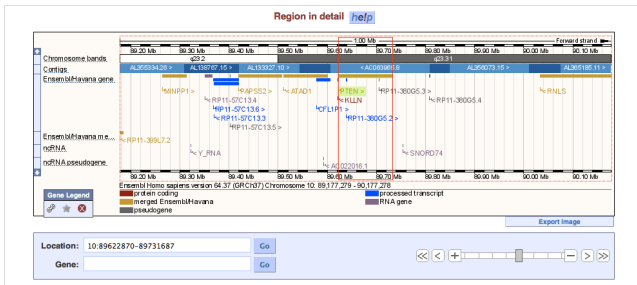 Region in detail help
1.00 Mb Forward strand
89.20 Mb 89.30 Mb 89.40 Mb 89.50 Mb 89.60 Mb 89.70 Mb 89.80 Mb 89.90 Mb 90.00 Mb 90.10 Mb
Chromosome bands q23.2 q23.31
Contigs AL355334.26 > AL138767.15 > AL133327.10 > < AC063965.8 AL356073.15 > AL365185.11 >
Ensembl/Havana gene
MINPP1 > PAPSS2 > < ATAD1 PTEN > RP11-380G5.3 > < RNLS
< RP11-57C13.4 < KLLN < RP11-380G5.4
RP11-57C13.6 > CFL1P1 > RP11-380G5.2 >
< RP11-57C13.3
RP11-57C13.5 >
Ensembl/Havana me...
< RP11-399L7.2
ncRNA < Y_RNA < SNORD74
ncRNA pseudogene < AC022016.1
89.20 Mb 89.30 Mb 89.40 Mb 89.50 Mb 89.60 Mb 89.70 Mb 89.80 Mb 89.90 Mb 90.00 Mb 90.10 Mb
Ensembl Homo sapiens version 64.37 (GRCh37) Chromosome 10: 89,177,279 - 90,177,278
Gene Legend
protein coding processed transcript
merged Ensembl/Havana RNA gene
pseudogene
Export Image
Location: 10:89622870-89731687 Go
Gene: Go